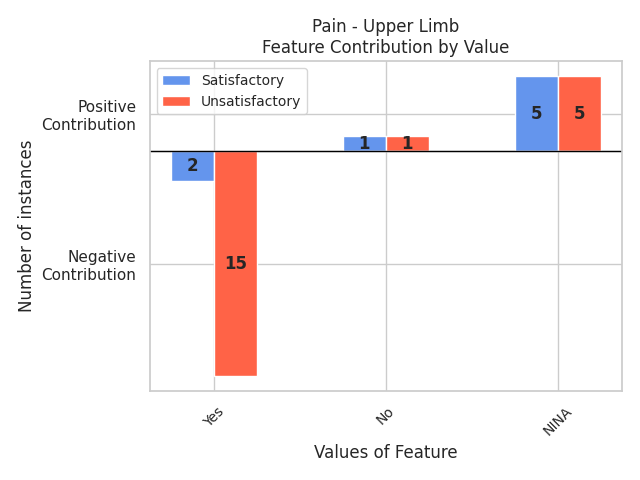 Pain - Upper Limb
Feature Contribution by Value
Satisfactory
Unsatisfactory
Positive
Contribution
Negative
Contribution
Number of instances
2
15
1
1
5
5
Yes
No
NINA
Values of Feature